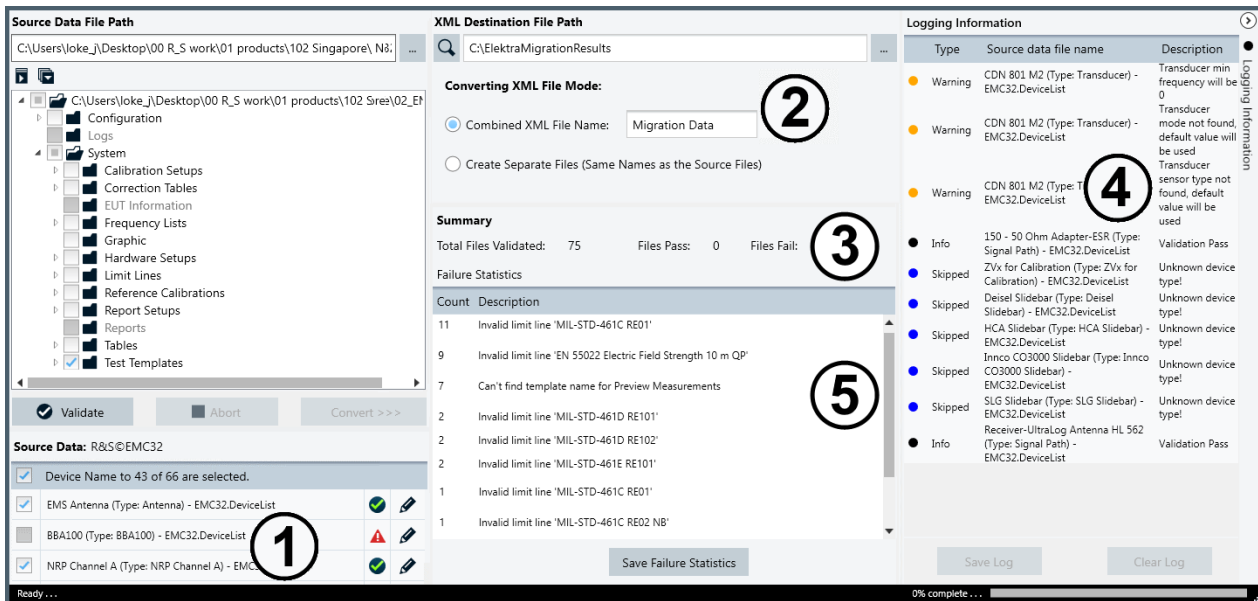 Source Data File Path
C:\Users\loke_j\Desktop\00 R_S work\01 products\102 Singapore\
...
C:\Users\loke_j\Desktop\00 R_S work\01 products\102
Configuration
Logs
System
Calibration Setups
Correction Tables
EUT Information
Frequency Lists
Graphic
Hardware Setups
Limit Lines
Reference Calibrations
Report Setups
Reports
Tables
Test Templates
Validate
Abort
Convert >>>
Source Data: R&S©EMC32
Device Name to 43 of 66 are selected.
EMS Antenna (Type: Antenna) - EMC32.DeviceList
BBA100 (Type: BBA100) - EMC32.DeviceList
1
NRP Channel A (Type: NRP Channel A) -
XML Destination File Path
C:\ElektraMigrationResults
...
Converting XML File Mode:
2
Combined XML File Name: Migration Data
Create Separate Files (Same Names as the Source Files)
Summary
Total Files Validated: 75 Files Pass: 0 Files Fail:
3
Failure Statistics
Count Description
11 Invalid limit line 'MIL-STD-461C RE01'
9 Invalid limit line 'EN 55022 Electric Field Strength 10 m QP'
7 Can't find template name for Preview Measurements
5
2 Invalid limit line 'MIL-STD-461D RE101'
2 Invalid limit line 'MIL-STD-461D RE102'
2 Invalid limit line 'MIL-STD-461E RE101'
1 Invalid limit line 'MIL-STD-461C RE01'
1 Invalid limit line 'MIL-STD-461C RE02 NB'
Save Failure Statistics
Logging Information
Type Source data file name Description
Warning
CDN 801 M2 (Type: Transducer) -
EMC32.DeviceList
Transducer min
frequency will be
0
Warning
CDN 801 M2 (Type: Transducer) -
EMC32.DeviceList
Transducer
mode not found,
default value will
be used
Warning
CDN 801 M2 (Type:
EMC32.DeviceList
4
Transducer
sensor type not
found, default
value will be
used
Info
150 - 50 Ohm Adapter-ESR (Type:
Signal Path) - EMC32.DeviceList
Validation Pass
Skipped
ZVx for Calibration (Type: ZVx for
Calibration) - EMC32.DeviceList
Unknown device
type!
Skipped
Deisel Slidebar (Type: Deisel
Slidebar) - EMC32.DeviceList
Unknown device
type!
Skipped
HCA Slidebar (Type: HCA Slidebar) -
EMC32.DeviceList
Unknown device
type!
Skipped
Innco CO3000 Slidebar (Type: Innco
CO3000 Slidebar) -
EMC32.DeviceList
Unknown device
type!
Skipped
SLG Slidebar (Type: SLG Slidebar) -
EMC32.DeviceList
Unknown device
type!
Info
Receiver-UltraLog Antenna HL 562
(Type: Signal Path) -
EMC32.DeviceList
Validation Pass
Save Log
Clear Log
Logging Information
Ready . . .
0% complete . . .